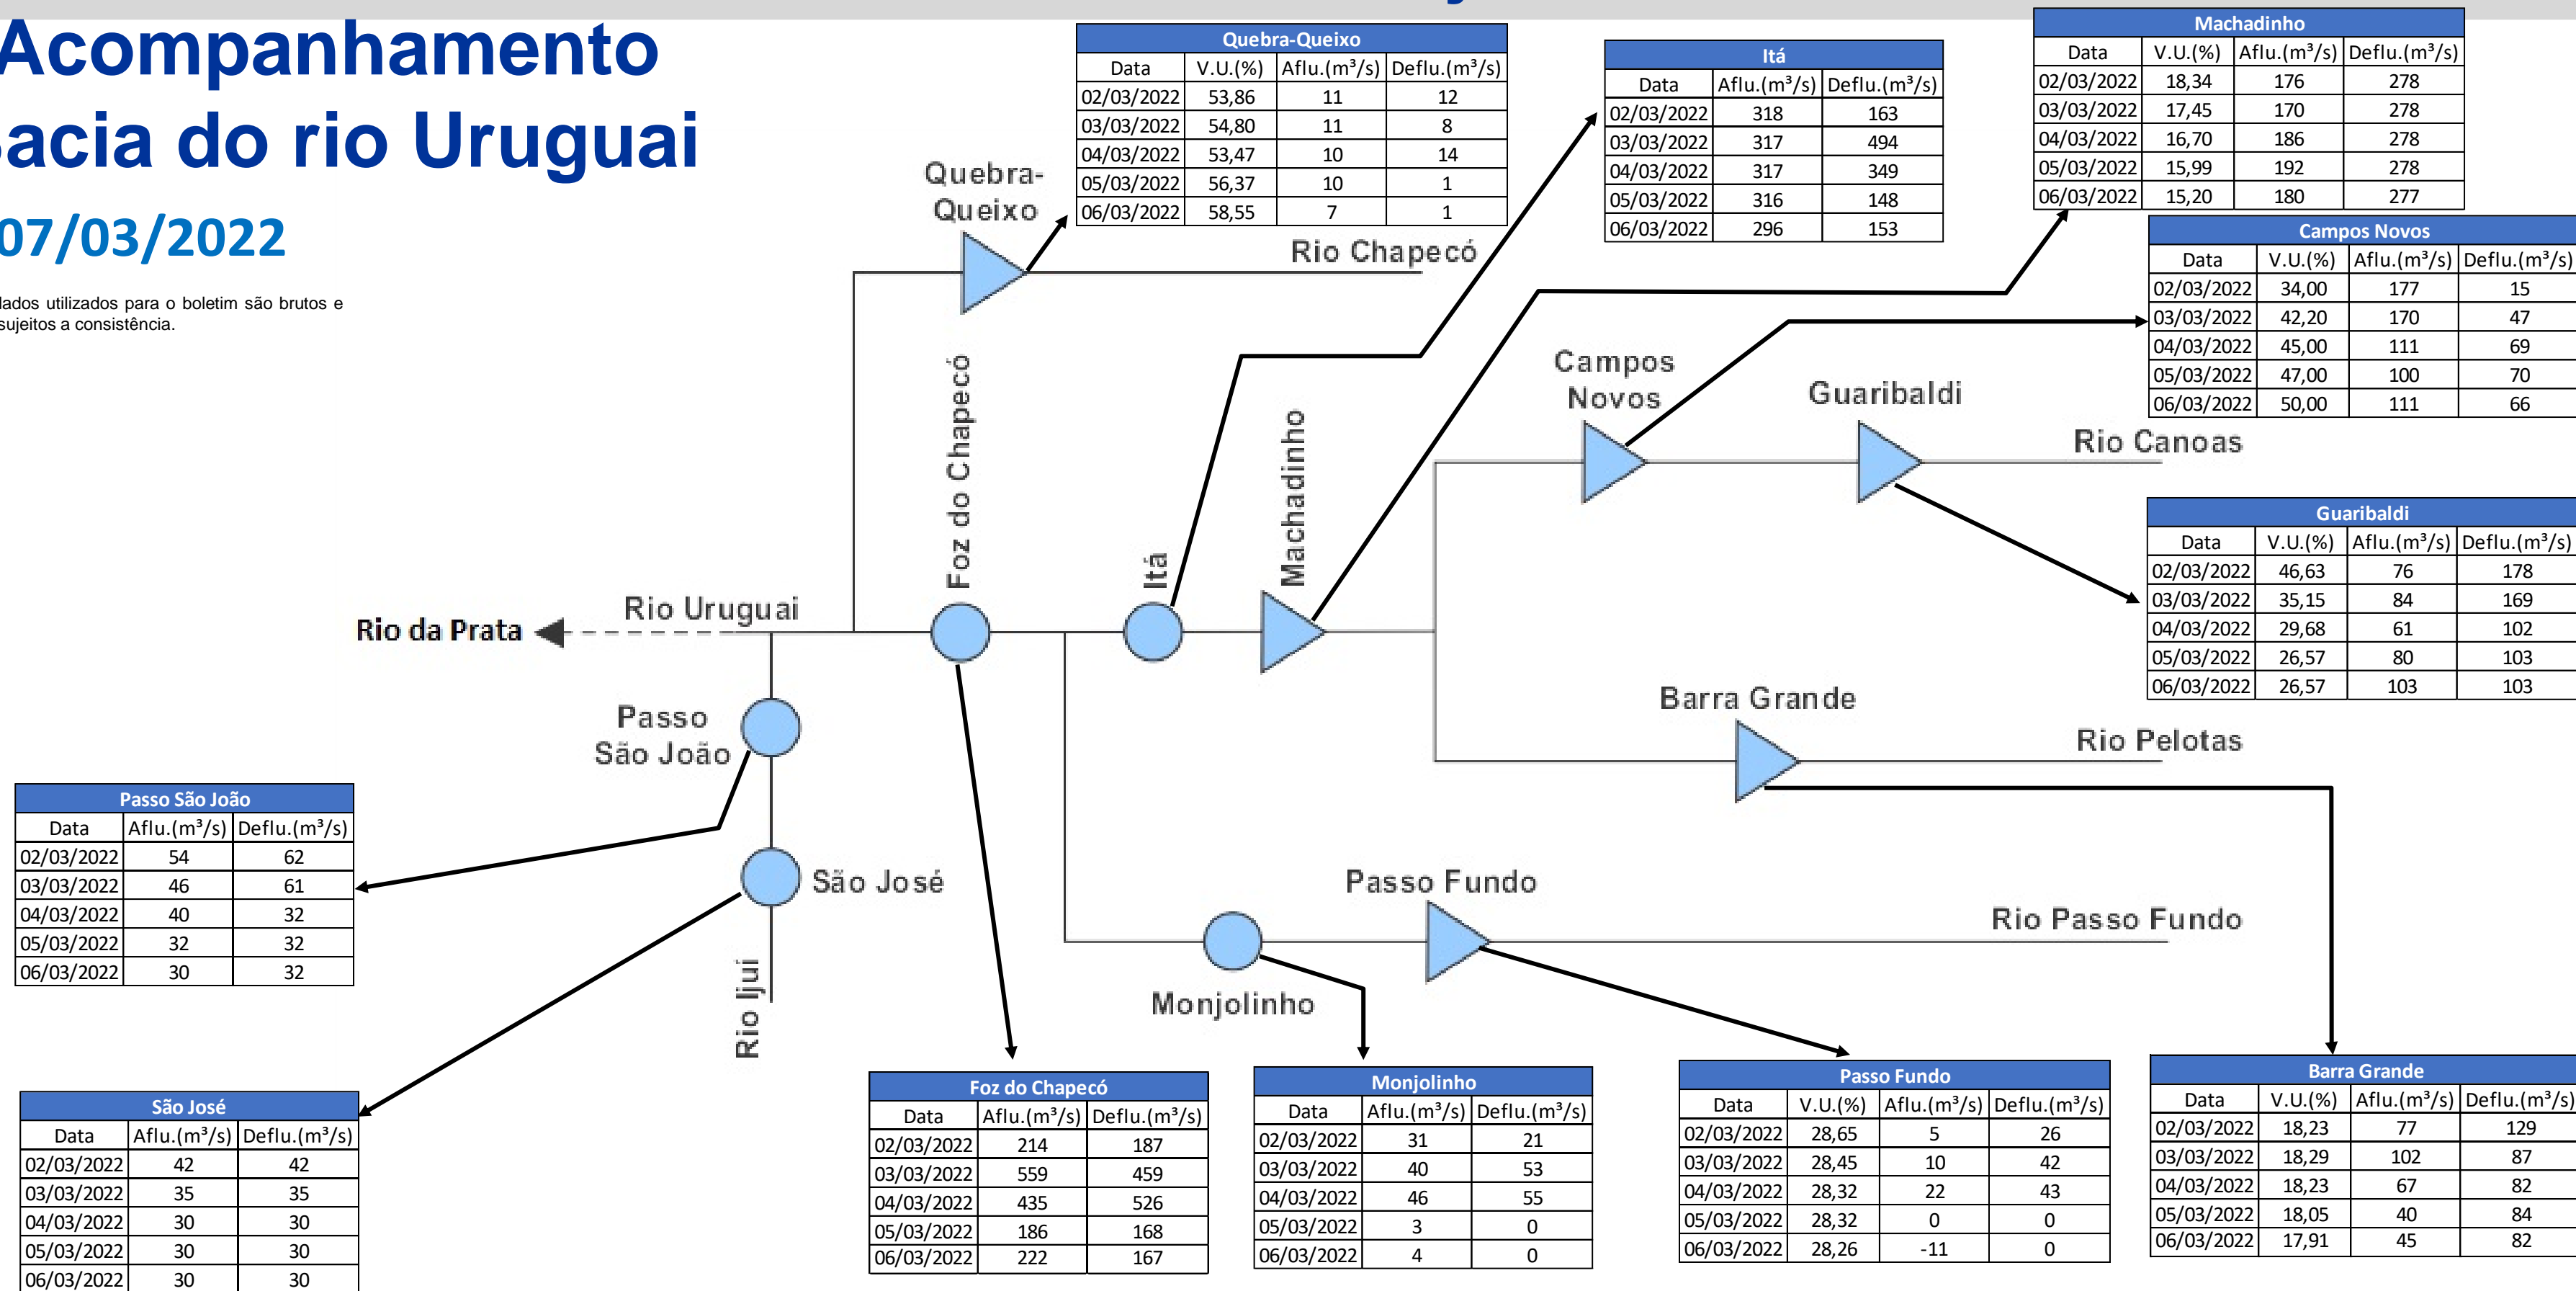 Acompanhamento
acia do rio Uruguai
07/03/2022
dados utilizados para o boletim são brutos e
sujeitos a consistência.
Quebra-Queixo
Data V.U.(%) Aflu.(m³/s) Deflu.(m³/s)
02/03/2022 53,86 11 12
03/03/2022 54,80 11 8
04/03/2022 53,47 10 14
05/03/2022 56,37 10 1
06/03/2022 58,55 7 1
Itá
Data Aflu.(m³/s) Deflu.(m³/s)
02/03/2022 318 163
03/03/2022 317 494
04/03/2022 317 349
05/03/2022 316 148
06/03/2022 296 153
Machadinho
Data V.U.(%) Aflu.(m³/s) Deflu.(m³/s)
02/03/2022 18,34 176 278
03/03/2022 17,45 170 278
04/03/2022 16,70 186 278
05/03/2022 15,99 192 278
06/03/2022 15,20 180 277
Campos Novos
Data V.U.(%) Aflu.(m³/s) Deflu.(m³/s)
02/03/2022 34,00 177 15
03/03/2022 42,20 170 47
04/03/2022 45,00 111 69
05/03/2022 47,00 100 70
06/03/2022 50,00 111 66
Quebra-
Queixo
Rio Chapecó
Foz do Chapecó
Itá
Machadinho
Campos
Novos
Guaribaldi
Rio Canoas
Guaribaldi
Data V.U.(%) Aflu.(m³/s) Deflu.(m³/s)
02/03/2022 46,63 76 178
03/03/2022 35,15 84 169
04/03/2022 29,68 61 102
05/03/2022 26,57 80 103
06/03/2022 26,57 103 103
Rio da Prata
Rio Uruguai
Passo
São João
São José
Rio Ijuí
Barra Grande
Rio Pelotas
Passo Fundo
Rio Passo Fundo
Monjolinho
Passo São João
Data Aflu.(m³/s) Deflu.(m³/s)
02/03/2022 54 62
03/03/2022 46 61
04/03/2022 40 32
05/03/2022 32 32
06/03/2022 30 32
São José
Data Aflu.(m³/s) Deflu.(m³/s)
02/03/2022 42 42
03/03/2022 35 35
04/03/2022 30 30
05/03/2022 30 30
06/03/2022 30 30
Foz do Chapecó
Data Aflu.(m³/s) Deflu.(m³/s)
02/03/2022 214 187
03/03/2022 559 459
04/03/2022 435 526
05/03/2022 186 168
06/03/2022 222 167
Monjolinho
Data Aflu.(m³/s) Deflu.(m³/s)
02/03/2022 31 21
03/03/2022 40 53
04/03/2022 46 55
05/03/2022 3 0
06/03/2022 4 0
Passo Fundo
Data V.U.(%) Aflu.(m³/s) Deflu.(m³/s)
02/03/2022 28,65 5 26
03/03/2022 28,45 10 42
04/03/2022 28,32 22 43
05/03/2022 28,32 0 0
06/03/2022 28,26 -11 0
Barra Grande
Data V.U.(%) Aflu.(m³/s) Deflu.(m³/s)
02/03/2022 18,23 77 129
03/03/2022 18,29 102 87
04/03/2022 18,23 67 82
05/03/2022 18,05 40 84
06/03/2022 17,91 45 82